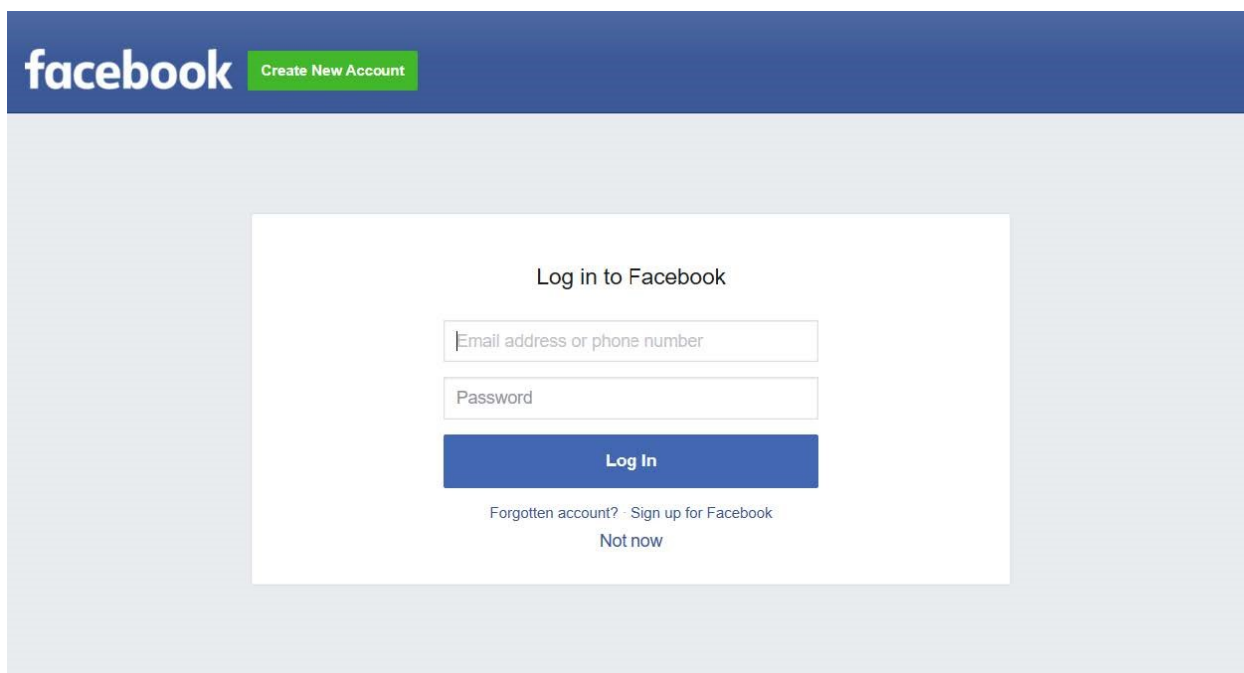 facebook Create New Account
Log in to Facebook
Email address or phone number
Password
Log In
Forgotten account? · Sign up for Facebook
Not now